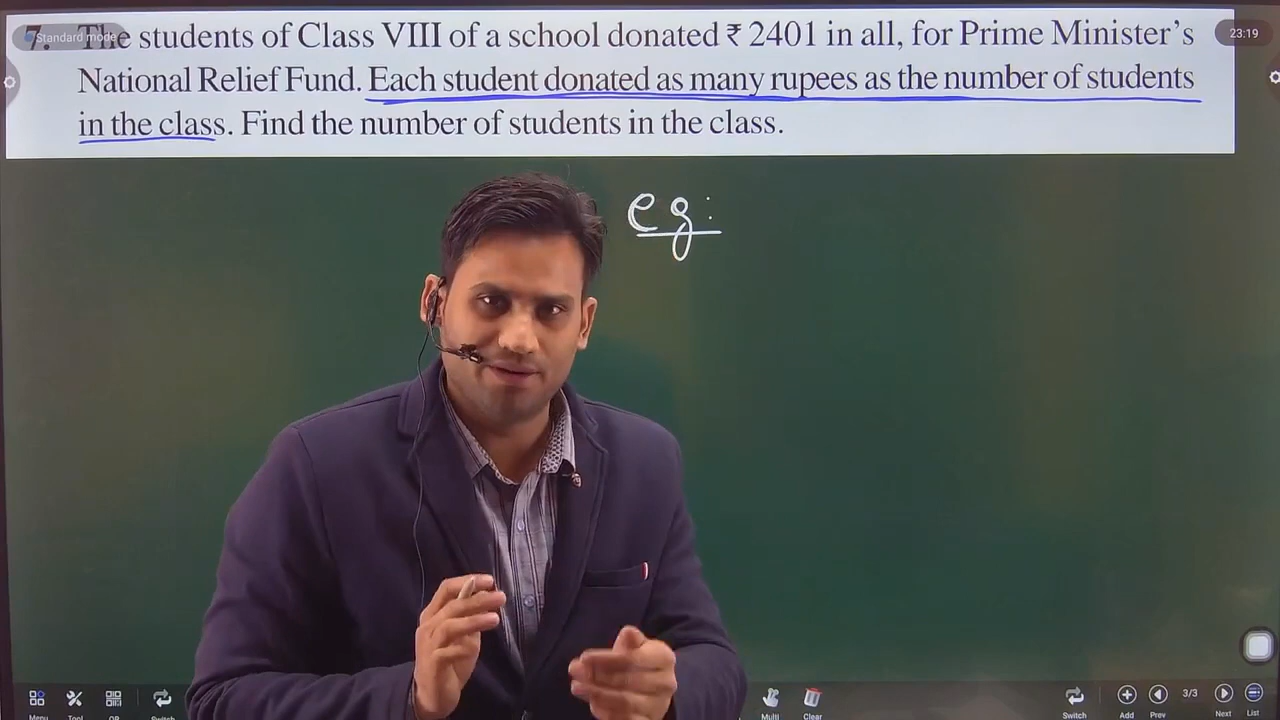 7. The students of Class VIII of a school donated ₹ 2401 in all, for Prime Minister's
National Relief Fund. Each student donated as many rupees as the number of students
in the class. Find the number of students in the class.
Standard mode
23:19
eg:
Menu
Tool
QR
Switch
Multi
Clear
Switch
Add
Prev
3/3
Next
List